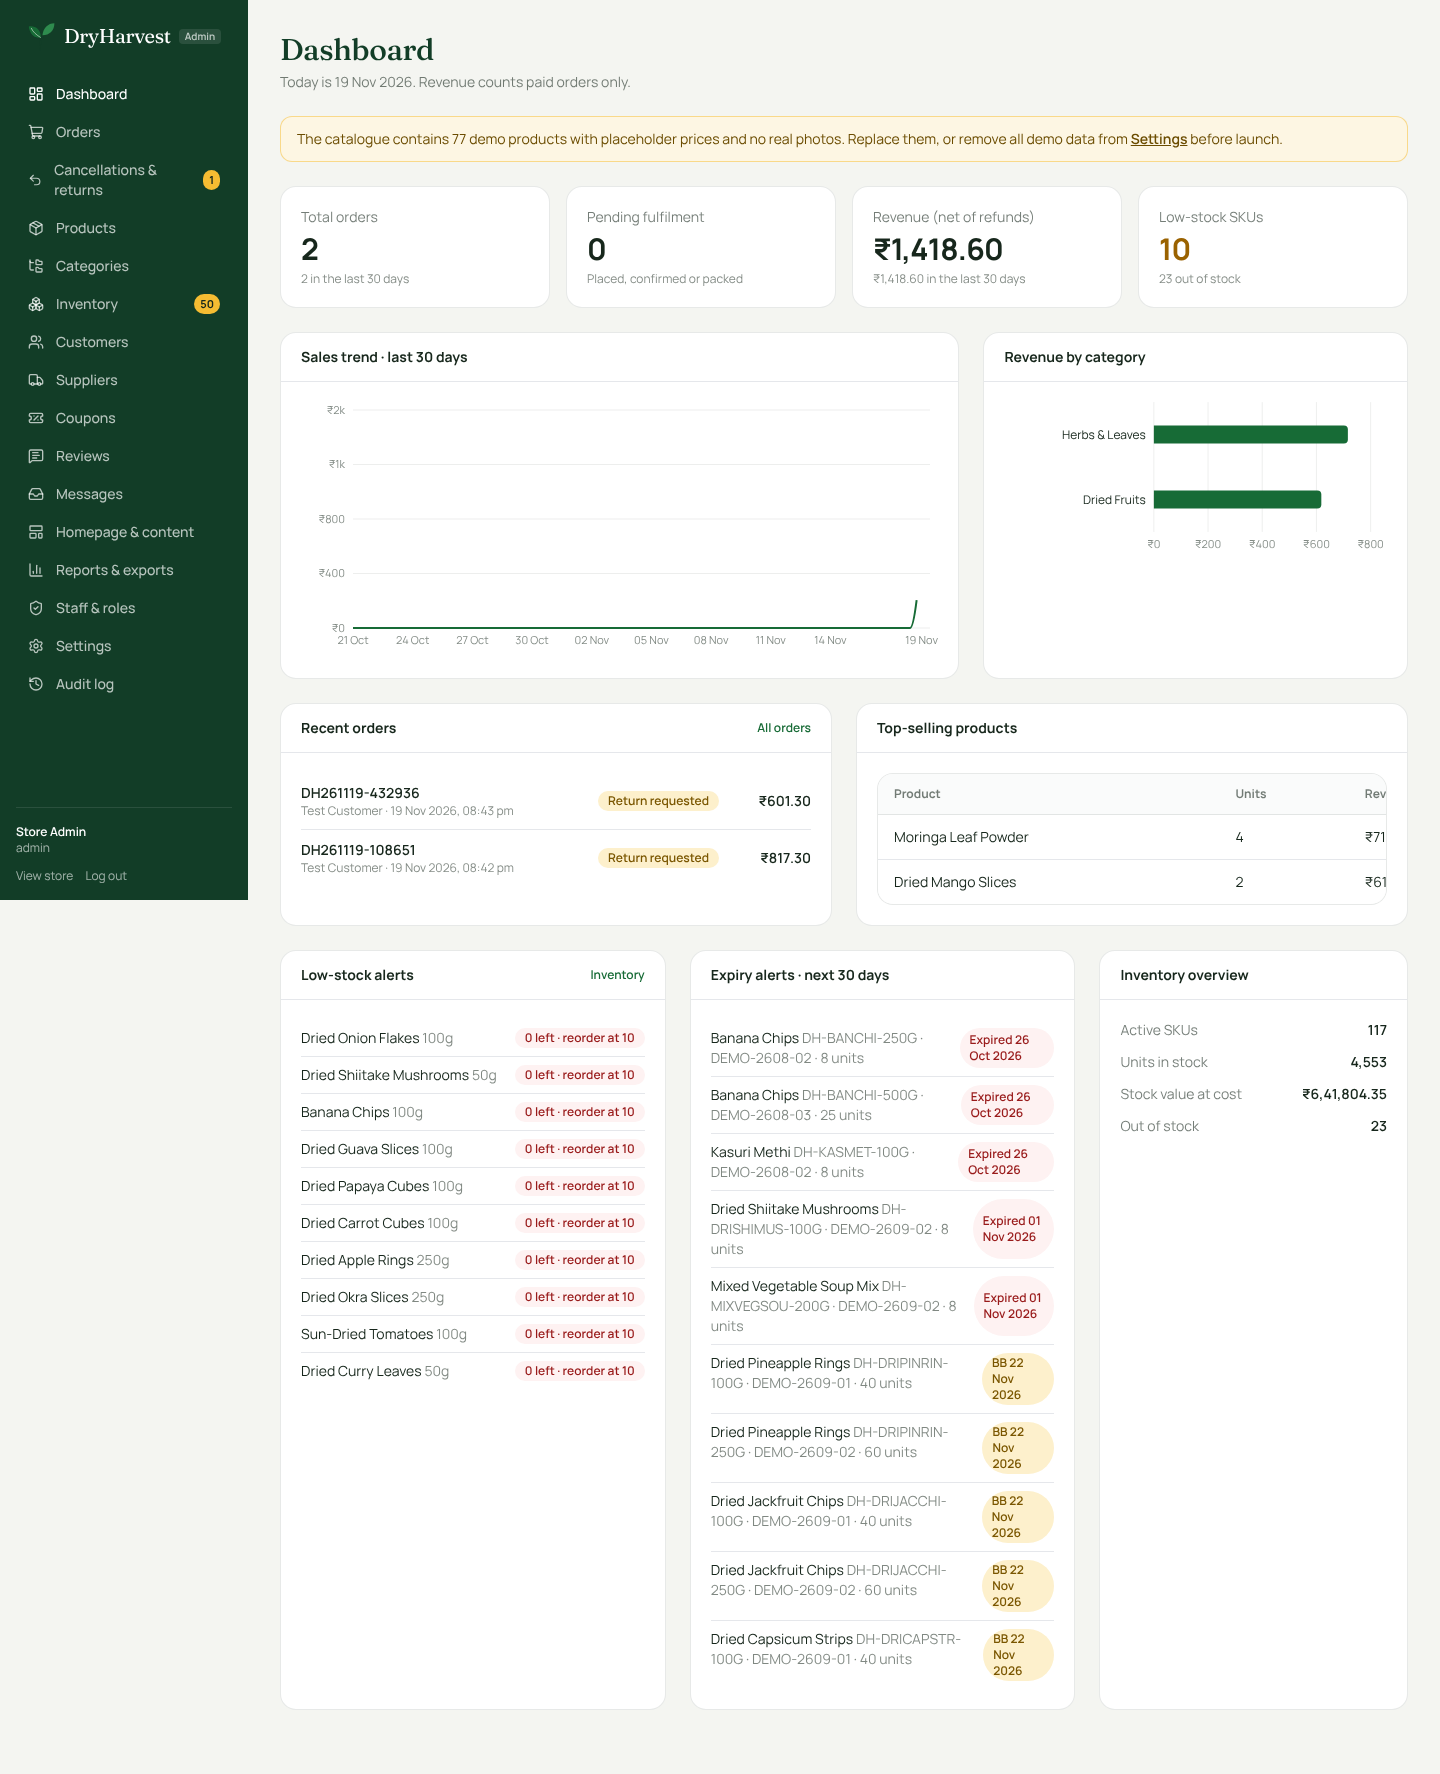 DryHarvest Admin
Dashboard
Orders
Cancellations &
returns
1
Products
Categories
Inventory 50
Customers
Suppliers
Coupons
Reviews
Messages
Homepage & content
Reports & exports
Staff & roles
Settings
Audit log
Store Admin
admin
View store Log out
Dashboard
Today is 19 Nov 2026. Revenue counts paid orders only.
The catalogue contains 77 demo products with placeholder prices and no real photos. Replace them, or remove all demo data from Settings before launch.
Total orders
2
2 in the last 30 days
Pending fulfilment
0
Placed, confirmed or packed
Revenue (net of refunds)
₹1,418.60
₹1,418.60 in the last 30 days
Low-stock SKUs
10
23 out of stock
Sales trend · last 30 days
₹2k
₹1k
₹800
₹400
₹0
21 Oct 24 Oct 27 Oct 30 Oct 02 Nov 05 Nov 08 Nov 11 Nov 14 Nov 19 Nov
Revenue by category
Herbs & Leaves
Dried Fruits
₹0 ₹200 ₹400 ₹600 ₹800
Recent orders All orders
DH261119-432936
Test Customer · 19 Nov 2026, 08:43 pm
Return requested ₹601.30
DH261119-108651
Test Customer · 19 Nov 2026, 08:42 pm
Return requested ₹817.30
Top-selling products
Product Units Rev
Moringa Leaf Powder 4 ₹71
Dried Mango Slices 2 ₹61
Low-stock alerts Inventory
Dried Onion Flakes 100g 0 left · reorder at 10
Dried Shiitake Mushrooms 50g 0 left · reorder at 10
Banana Chips 100g 0 left · reorder at 10
Dried Guava Slices 100g 0 left · reorder at 10
Dried Papaya Cubes 100g 0 left · reorder at 10
Dried Carrot Cubes 100g 0 left · reorder at 10
Dried Apple Rings 250g 0 left · reorder at 10
Dried Okra Slices 250g 0 left · reorder at 10
Sun-Dried Tomatoes 100g 0 left · reorder at 10
Dried Curry Leaves 50g 0 left · reorder at 10
Expiry alerts · next 30 days
Banana Chips DH-BANCHI-250G ·
DEMO-2608-02 · 8 units
Expired 26
Oct 2026
Banana Chips DH-BANCHI-500G ·
DEMO-2608-03 · 25 units
Expired 26
Oct 2026
Kasuri Methi DH-KASMET-100G ·
DEMO-2608-02 · 8 units
Expired 26
Oct 2026
Dried Shiitake Mushrooms DH-
DRISHIMUS-100G · DEMO-2609-02 · 8
units
Expired 01
Nov 2026
Mixed Vegetable Soup Mix DH-
MIXVEGSOU-200G · DEMO-2609-02 · 8
units
Expired 01
Nov 2026
Dried Pineapple Rings DH-DRIPINRIN-
100G · DEMO-2609-01 · 40 units
BB 22
Nov
2026
Dried Pineapple Rings DH-DRIPINRIN-
250G · DEMO-2609-02 · 60 units
BB 22
Nov
2026
Dried Jackfruit Chips DH-DRIJACCHI-
100G · DEMO-2609-01 · 40 units
BB 22
Nov
2026
Dried Jackfruit Chips DH-DRIJACCHI-
250G · DEMO-2609-02 · 60 units
BB 22
Nov
2026
Dried Capsicum Strips DH-DRICAPSTR-
100G · DEMO-2609-01 · 40 units
BB 22
Nov
2026
Inventory overview
Active SKUs 117
Units in stock 4,553
Stock value at cost ₹6,41,804.35
Out of stock 23